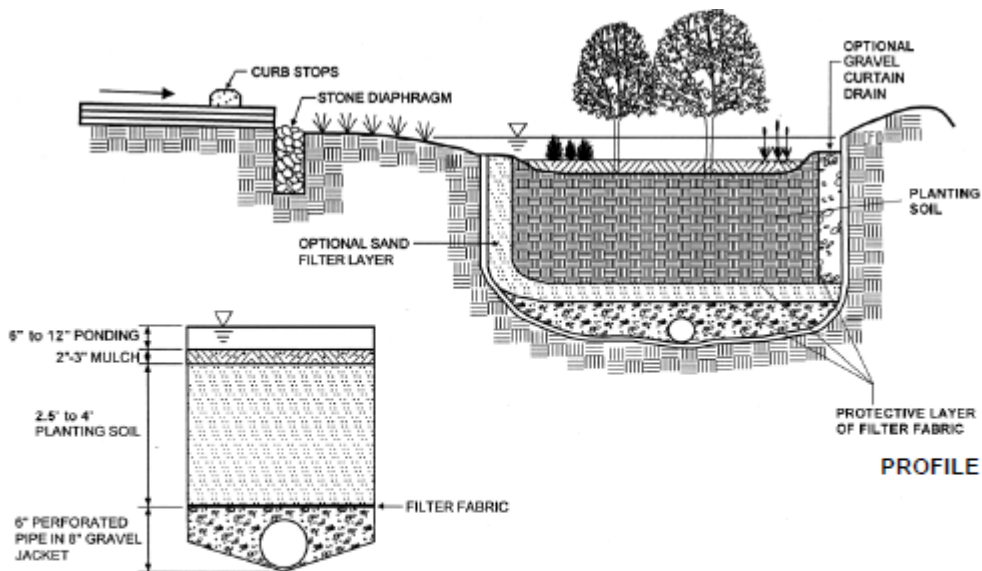 CURB STOPS
STONE DIAPHRAGM
OPTIONAL
GRAVEL
CURTAIN
DRAIN
PLANTING
SOIL
OPTIONAL SAND
FILTER LAYER
PROTECTIVE LAYER
OF FILTER FABRIC
PROFILE
6" to 12" PONDING
2"-3" MULCH
2.5' to 4'
PLANTING SOIL
FILTER FABRIC
6" PERFORATED
PIPE IN 8" GRAVEL
JACKET